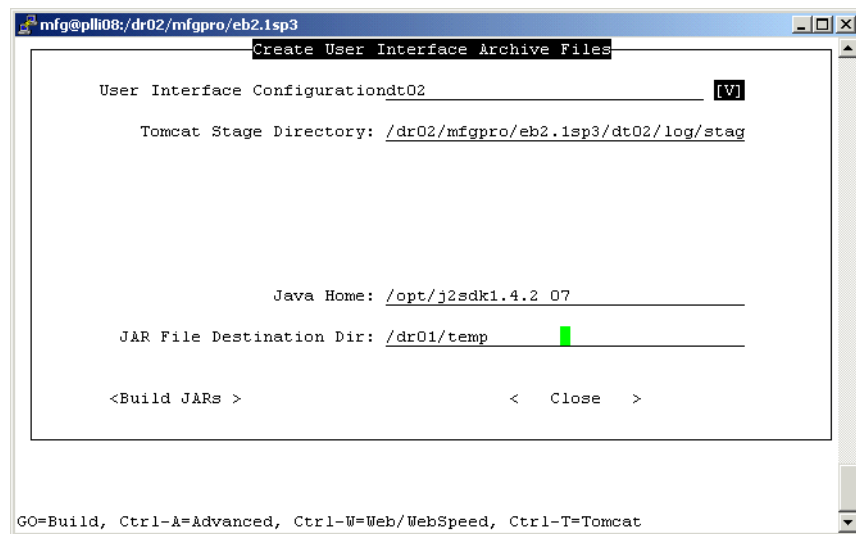 mfg@plli08:/dr02/mfgpro/eb2.1sp3
Create User Interface Archive Files
User Interface Configurationdt02 [V]
Tomcat Stage Directory: /dr02/mfgpro/eb2.1sp3/dt02/log/stag
Java Home: /opt/j2sdk1.4.2_07
JAR File Destination Dir: /dr01/temp
<Build JARs > < Close >
GO=Build, Ctrl-A=Advanced, Ctrl-W=Web/WebSpeed, Ctrl-T=Tomcat